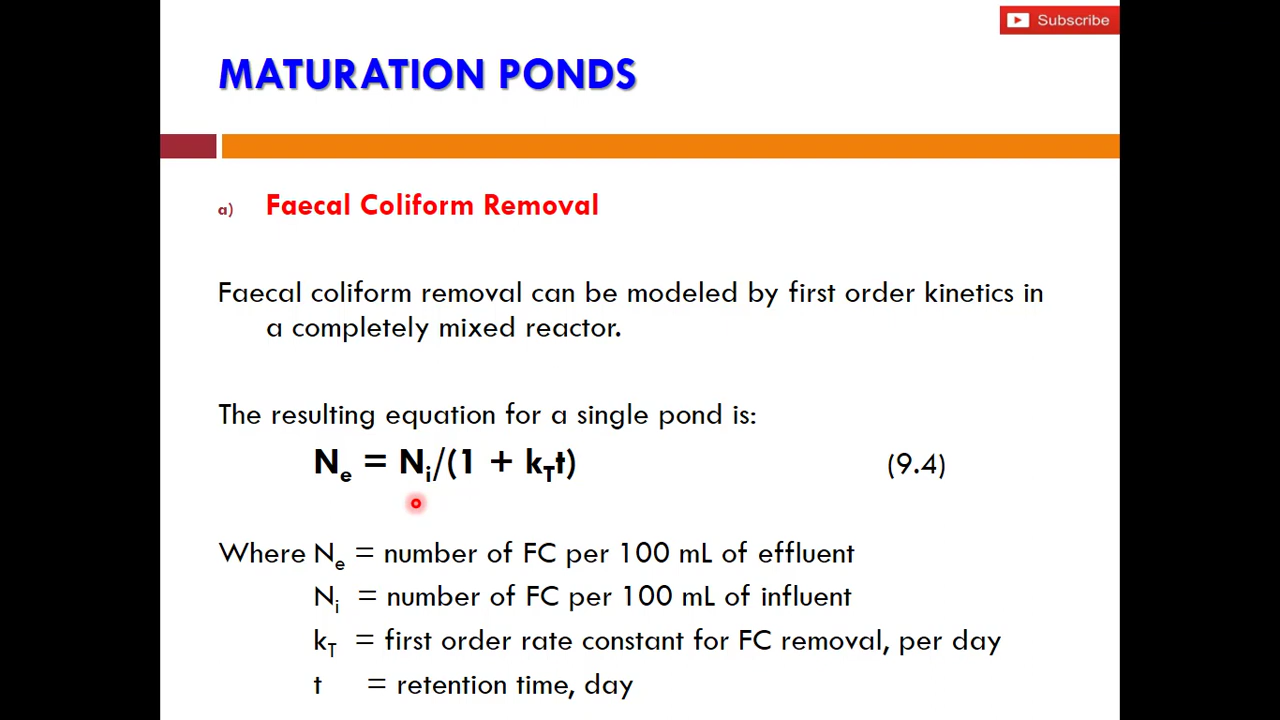 Subscribe
MATURATION PONDS
a) Faecal Coliform Removal
Faecal coliform removal can be modeled by first order kinetics in
a completely mixed reactor.
The resulting equation for a single pond is:
Nₑ = Nᵢ/(1 + k_T t) (9.4)
Where Nₑ = number of FC per 100 mL of effluent
Nᵢ = number of FC per 100 mL of influent
k_T = first order rate constant for FC removal, per day
t = retention time, day